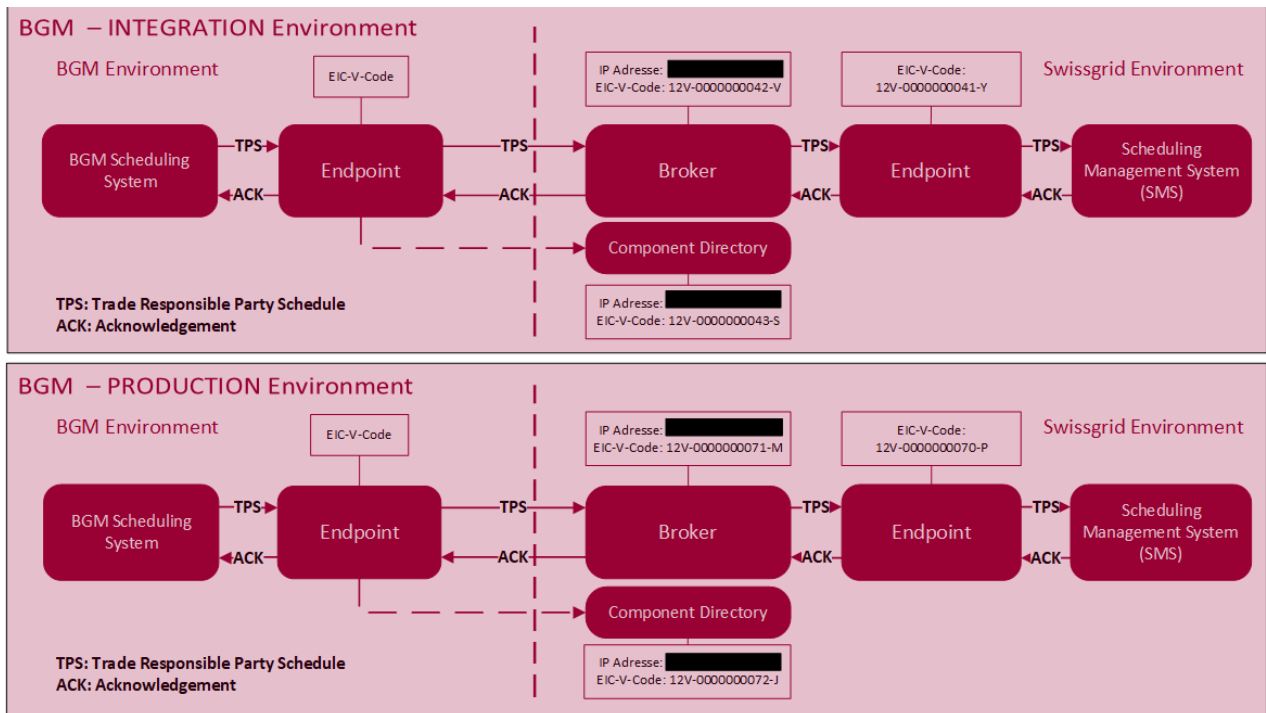 BGM – INTEGRATION Environment
BGM Environment
EIC-V-Code
IP Adresse:
EIC-V-Code: 12V-0000000042-V
EIC-V-Code:
12V-0000000041-Y
Swissgrid Environment
BGM Scheduling
System
TPS
ACK
Endpoint
TPS
ACK
Broker
TPS
ACK
Endpoint
TPS
ACK
Scheduling
Management System
(SMS)
Component Directory
IP Adresse:
EIC-V-Code: 12V-0000000043-S
TPS: Trade Responsible Party Schedule
ACK: Acknowledgement
BGM – PRODUCTION Environment
BGM Environment
EIC-V-Code
IP Adresse:
EIC-V-Code: 12V-0000000071-M
EIC-V-Code:
12V-0000000070-P
Swissgrid Environment
BGM Scheduling
System
TPS
ACK
Endpoint
TPS
ACK
Broker
TPS
ACK
Endpoint
TPS
ACK
Scheduling
Management System
(SMS)
Component Directory
IP Adresse:
EIC-V-Code: 12V-0000000072-J
TPS: Trade Responsible Party Schedule
ACK: Acknowledgement